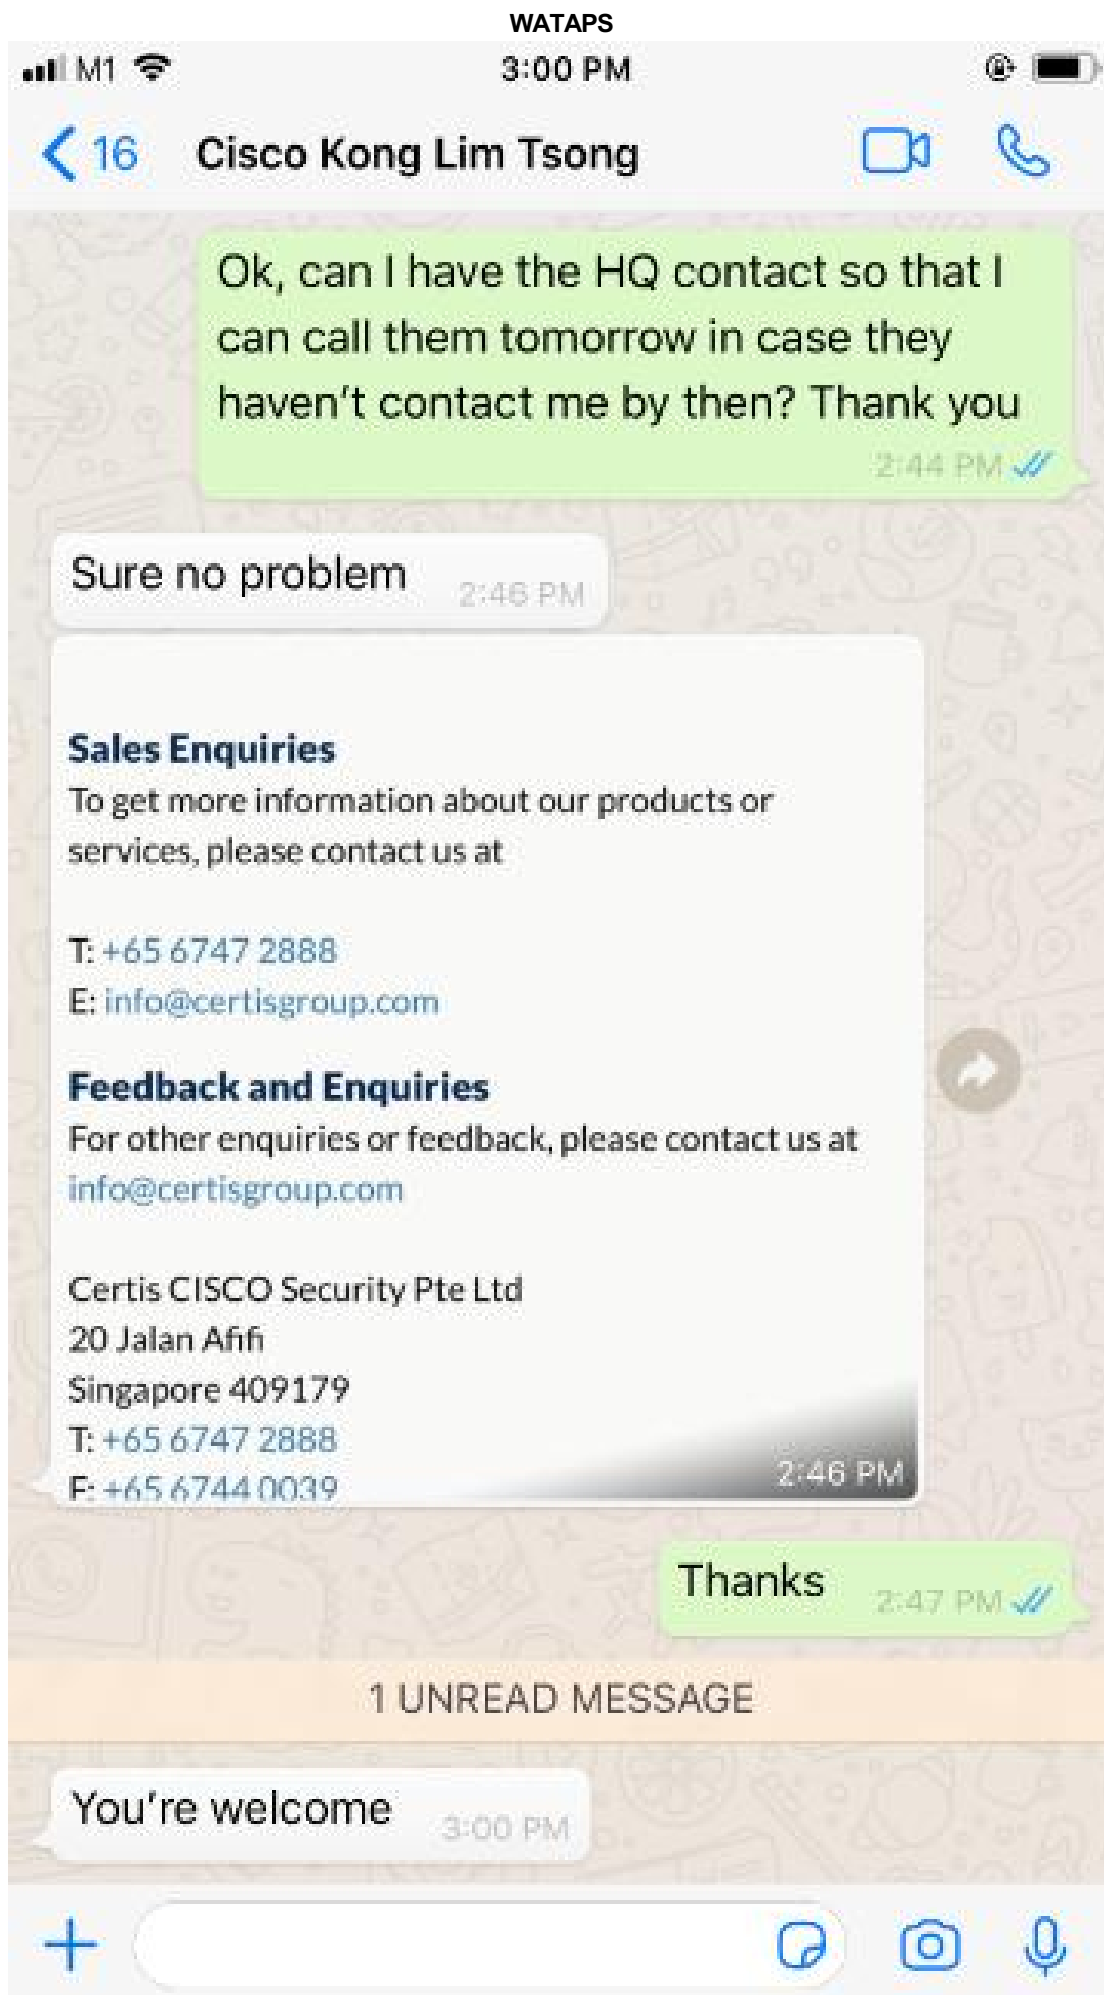 WATAPS
M1 3:00 PM
16 Cisco Kong Lim Tsong
Ok, can I have the HQ contact so that I
can call them tomorrow in case they
haven't contact me by then? Thank you
2:44 PM
Sure no problem 2:46 PM
Sales Enquiries
To get more information about our products or
services, please contact us at
T: +65 6747 2888
E: info@certisgroup.com
Feedback and Enquiries
For other enquiries or feedback, please contact us at
info@certisgroup.com
Certis CISCO Security Pte Ltd
20 Jalan Afifi
Singapore 409179
T: +65 6747 2888
F: +65 6744 0039
2:46 PM
Thanks 2:47 PM
1 UNREAD MESSAGE
You're welcome 3:00 PM